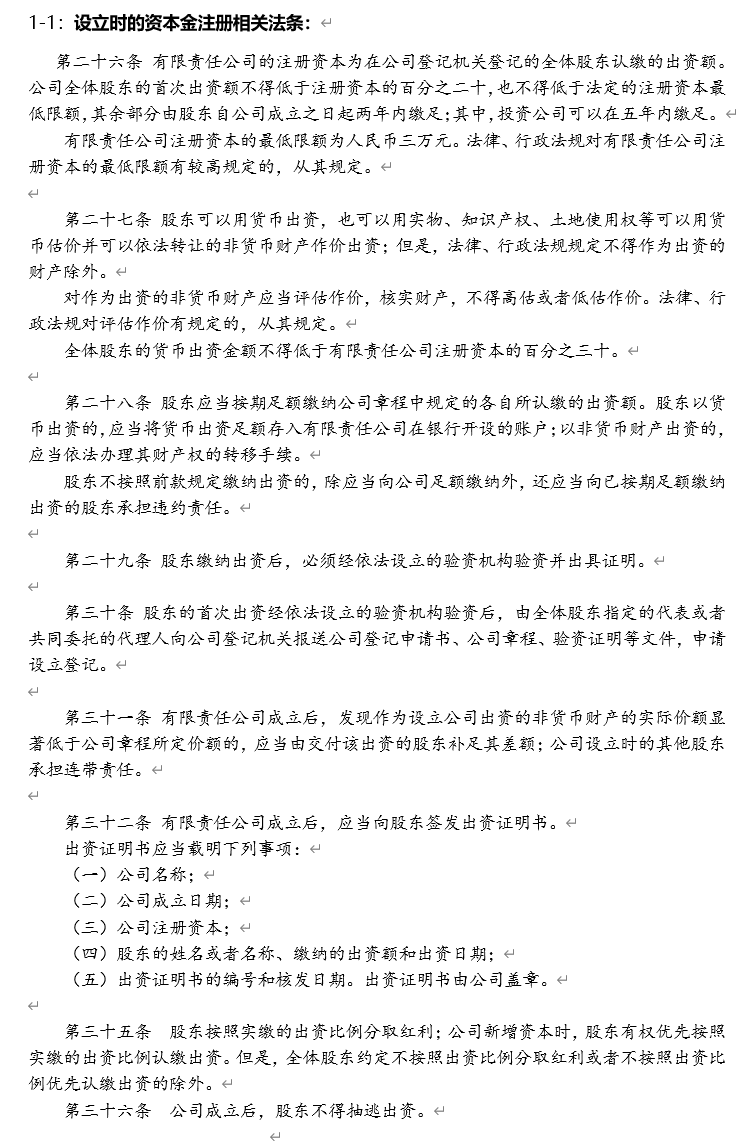 1-1：设立时的资本金注册相关法条：
第二十六条 有限责任公司的注册资本为在公司登记机关登记的全体股东认缴的出资额。
公司全体股东的首次出资额不得低于注册资本的百分之二十，也不得低于法定的注册资本最
低限额，其余部分由股东自公司成立之日起两年内缴足；其中，投资公司可以在五年内缴足。
有限责任公司注册资本的最低限额为人民币三万元。法律、行政法规对有限责任公司注
册资本的最低限额有较高规定的，从其规定。
第二十七条 股东可以用货币出资，也可以用实物、知识产权、土地使用权等可以用货
币估价并可以依法转让的非货币财产作价出资；但是，法律、行政法规规定不得作为出资的
财产除外。
对作为出资的非货币财产应当评估作价，核实财产，不得高估或者低估作价。法律、行
政法规对评估作价有规定的，从其规定。
全体股东的货币出资金额不得低于有限责任公司注册资本的百分之三十。
第二十八条 股东应当按期足额缴纳公司章程中规定的各自所认缴的出资额。股东以货
币出资的，应当将货币出资足额存入有限责任公司在银行开设的账户；以非货币财产出资的，
应当依法办理其财产权的转移手续。
股东不按照前款规定缴纳出资的，除应当向公司足额缴纳外，还应当向已按期足额缴纳
出资的股东承担违约责任。
第二十九条 股东缴纳出资后，必须经依法设立的验资机构验资并出具证明。
第三十条 股东的首次出资经依法设立的验资机构验资后，由全体股东指定的代表或者
共同委托的代理人向公司登记机关报送公司登记申请书、公司章程、验资证明等文件，申请
设立登记。
第三十一条 有限责任公司成立后，发现作为设立公司出资的非货币财产的实际价额显
著低于公司章程所定价额的，应当由交付该出资的股东补足其差额；公司设立时的其他股东
承担连带责任。
第三十二条 有限责任公司成立后，应当向股东签发出资证明书。
出资证明书应当载明下列事项：
（一）公司名称；
（二）公司成立日期；
（三）公司注册资本；
（四）股东的姓名或者名称、缴纳的出资额和出资日期；
（五）出资证明书的编号和核发日期。出资证明书由公司盖章。
第三十五条　股东按照实缴的出资比例分取红利；公司新增资本时，股东有权优先按照
实缴的出资比例认缴出资。但是，全体股东约定不按照出资比例分取红利或者不按照出资比
例优先认缴出资的除外。
第三十六条　公司成立后，股东不得抽逃出资。